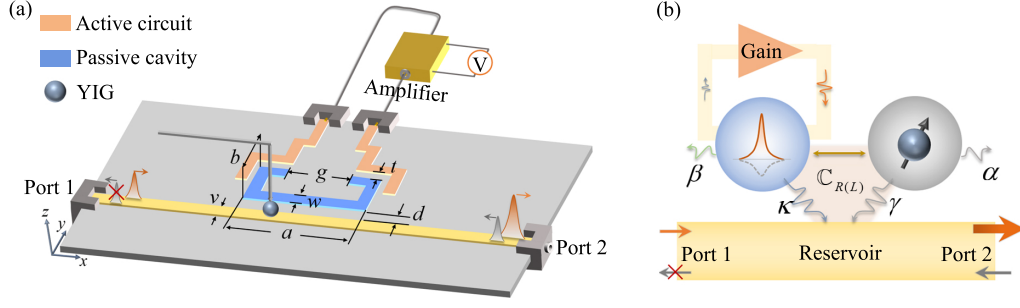 (a)
Active circuit
Passive cavity
YIG
Amplifier
V
Port 1
b
g
t
v
w
d
a
Port 2
z
y
x
(b)
Gain
β
κ
ℂR(L)
γ
α
Port 1
Reservoir
Port 2